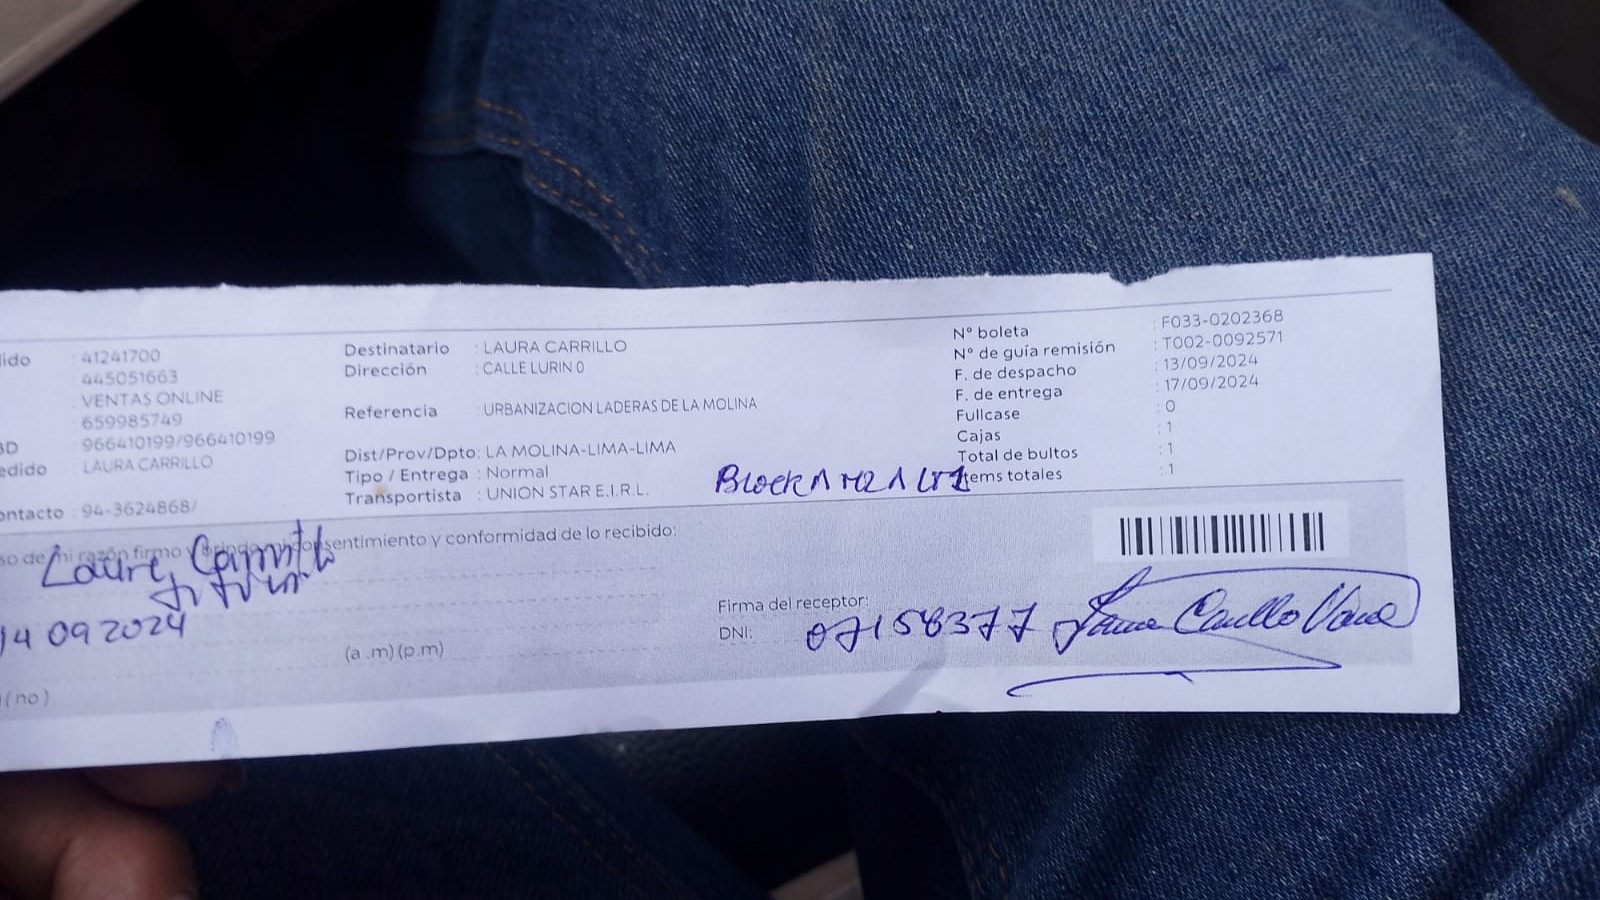 ido : 41241700
: 445051663
: VENTAS ONLINE
: 659985749
BD : 966410199/966410199
edido : LAURA CARRILLO
ontacto : 94-3624868/
Destinatario : LAURA CARRILLO
Dirección : CALLE LURIN 0
Referencia : URBANIZACION LADERAS DE LA MOLINA
Dist/Prov/Dpto: LA MOLINA-LIMA-LIMA
Tipo / Entrega : Normal
Transportista : UNION STAR E.I.R.L.
N° boleta : F033-0202368
N° de guía remisión : T002-0092571
F. de despacho : 13/09/2024
F. de entrega : 17/09/2024
Fullcase : 0
Cajas : 1
Total de bultos : 1
Items totales : 1
so de mi razón firmo y brindo mi consentimiento y conformidad de lo recibido:
Laura Carrillo
Titular
14 09 2024
(a .m) (p.m)
(no)
Firma del receptor:
DNI: 07158377